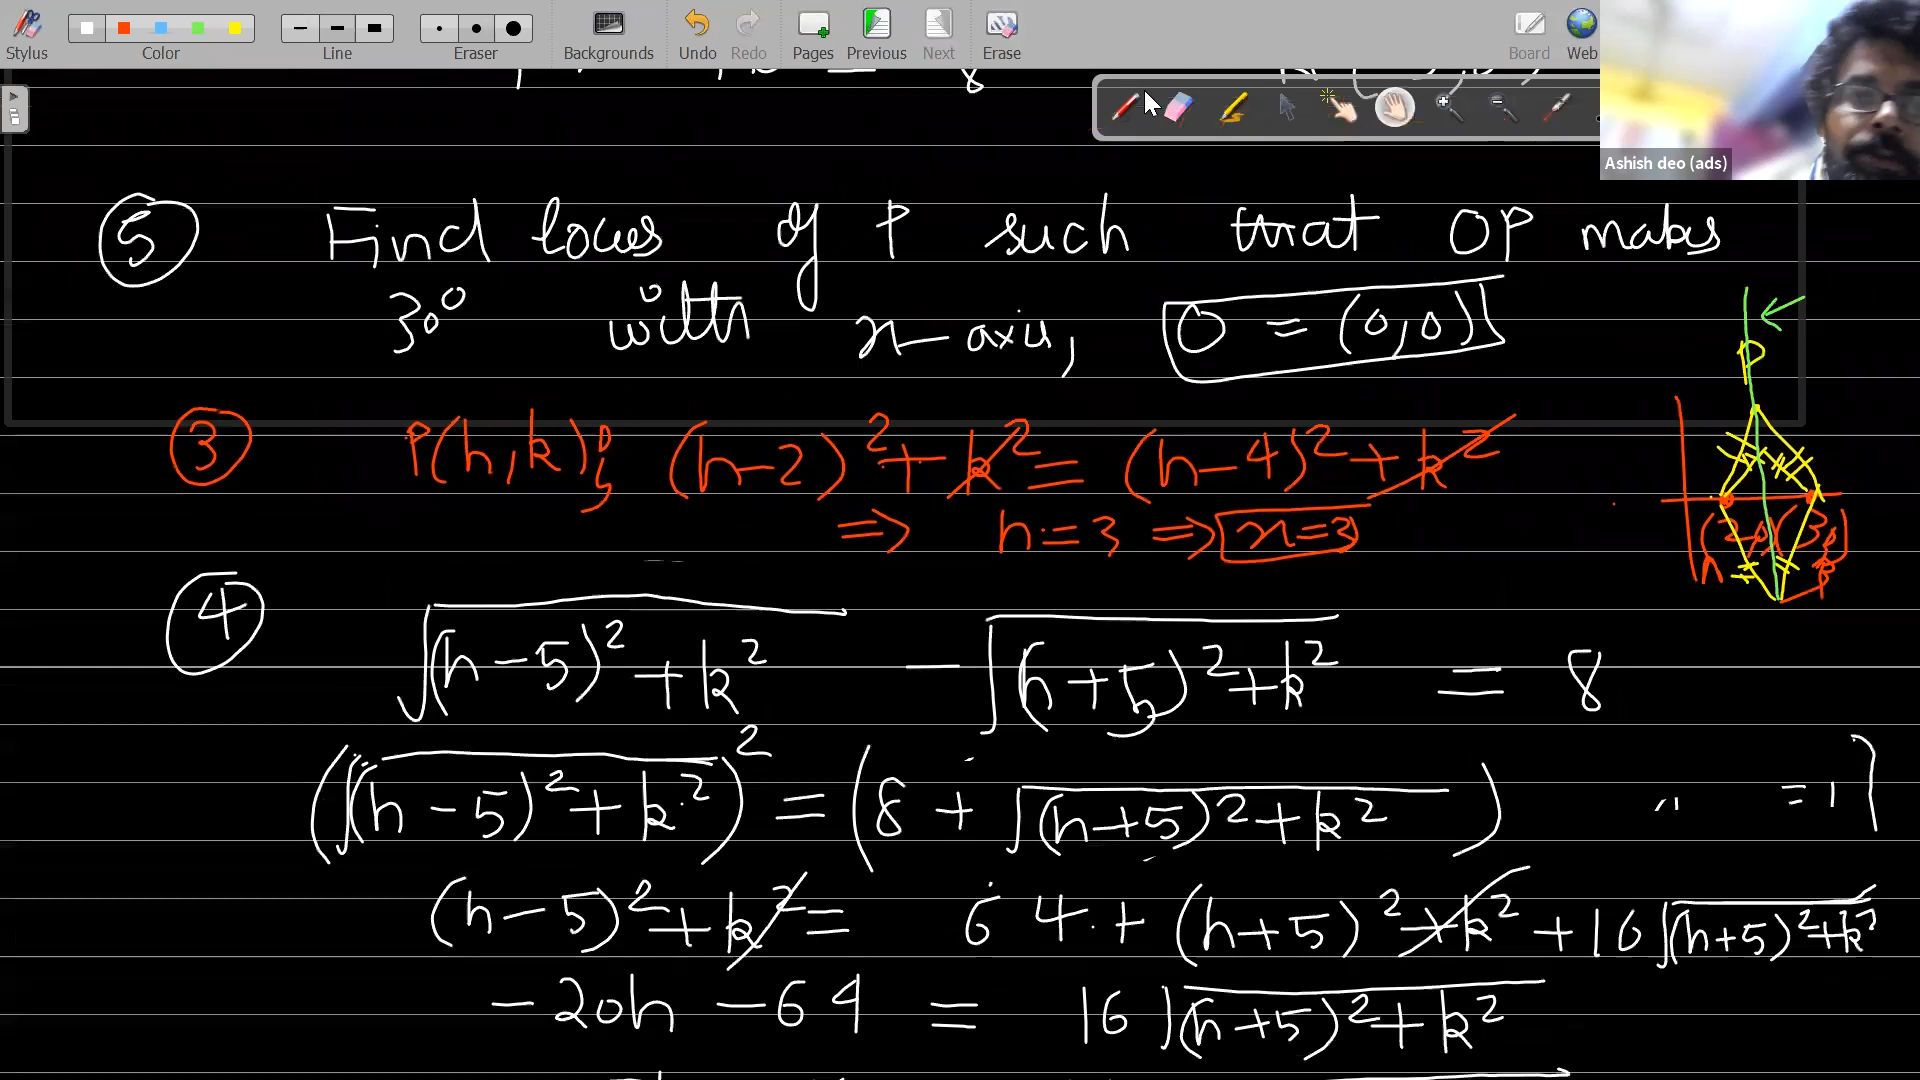 Stylus Color Line Eraser Backgrounds Undo Redo Pages Previous Next Erase Board Web
Ashish deo (ads)
= 8
⑤ Find locus of P such that OP makes
30° with x-axis, O = (0,0)
P
③ P(h,k); (h-2)²+k² = (h-4)²+k²
⇒ h=3 ⇒ x=3
④ √(h-5)²+k² - √(h+5)²+k² = 8
(√(h-5)²+k²)² = (8 + √(h+5)²+k²) = 1
(h-5)²+k² = 64 + (h+5)²+k² + 16√(h+5)²+k²
-20h - 64 = 16√(h+5)²+k²